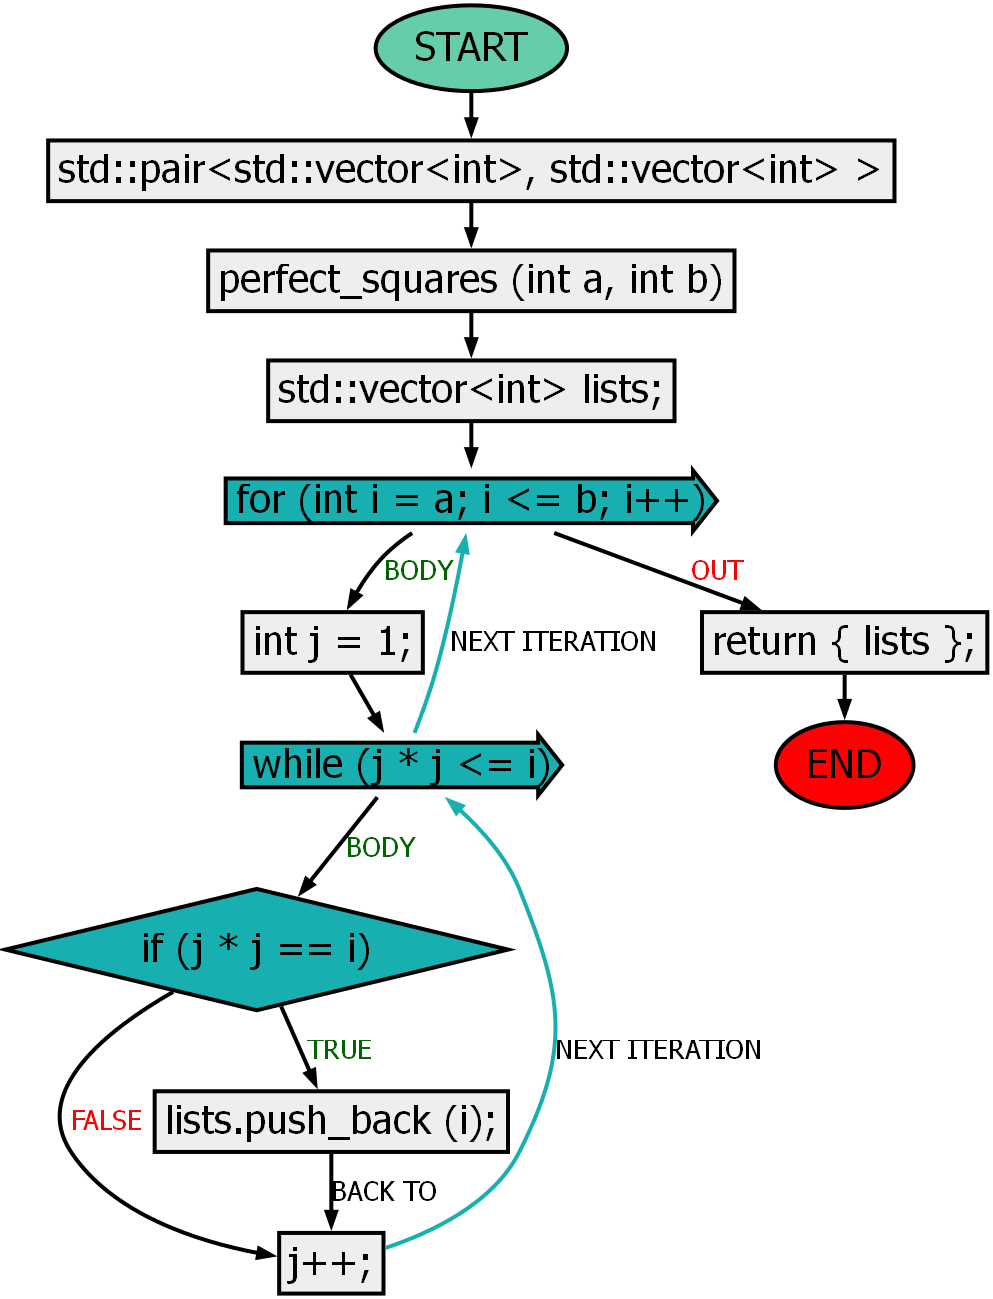 START
std::pair<std::vector<int>, std::vector<int> >
perfect_squares (int a, int b)
std::vector<int> lists;
for (int i = a; i <= b; i++)
BODY
OUT
int j = 1;
NEXT ITERATION
return { lists };
while (j * j <= i)
END
BODY
if (j * j == i)
TRUE
NEXT ITERATION
FALSE
lists.push_back (i);
BACK TO
j++;